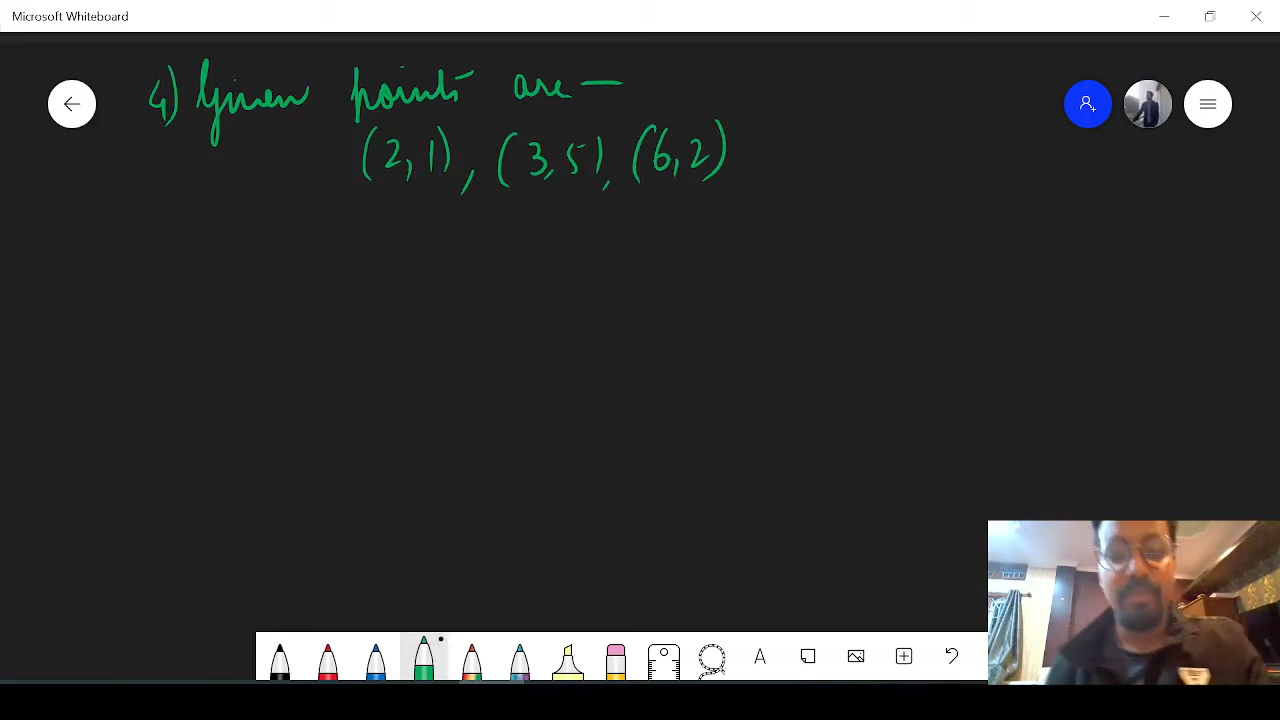 Microsoft Whiteboard
4) Given points are —
(2, 1), (3, 5), (6, 2)
A